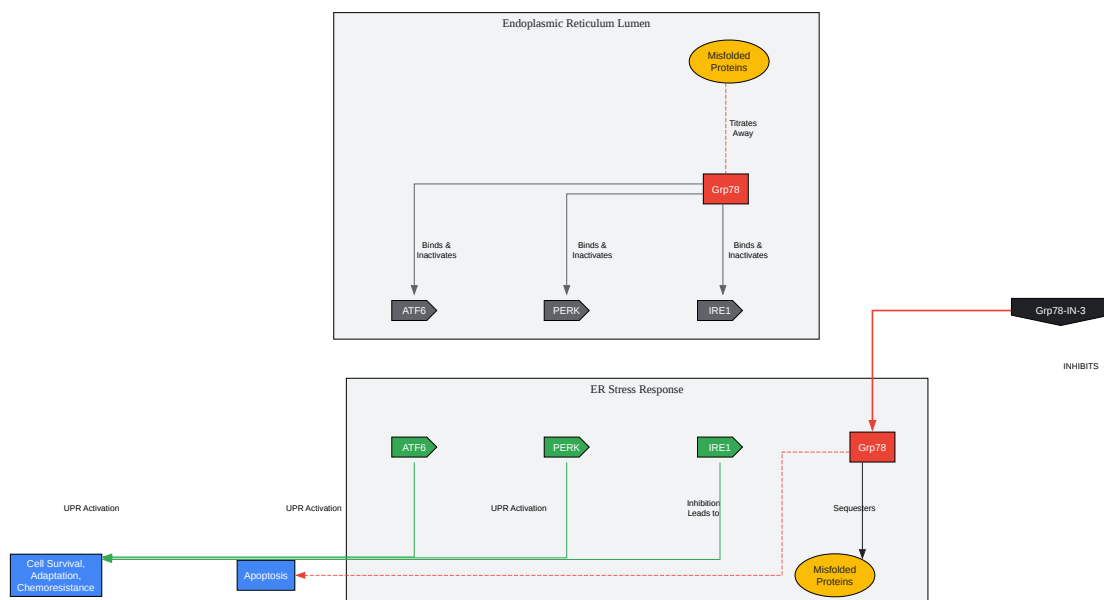 Endoplasmic Reticulum Lumen
Misfolded
Proteins
Titrates
Away
Grp78
Binds &
Inactivates
Binds &
Inactivates
Binds &
Inactivates
ATF6
PERK
IRE1
Grp78-IN-3
INHIBITS
ER Stress Response
ATF6
PERK
IRE1
Grp78
UPR Activation
UPR Activation
UPR Activation
Inhibition
Leads to
Sequesters
Cell Survival,
Adaptation,
Chemoresistance
Apoptosis
Misfolded
Proteins